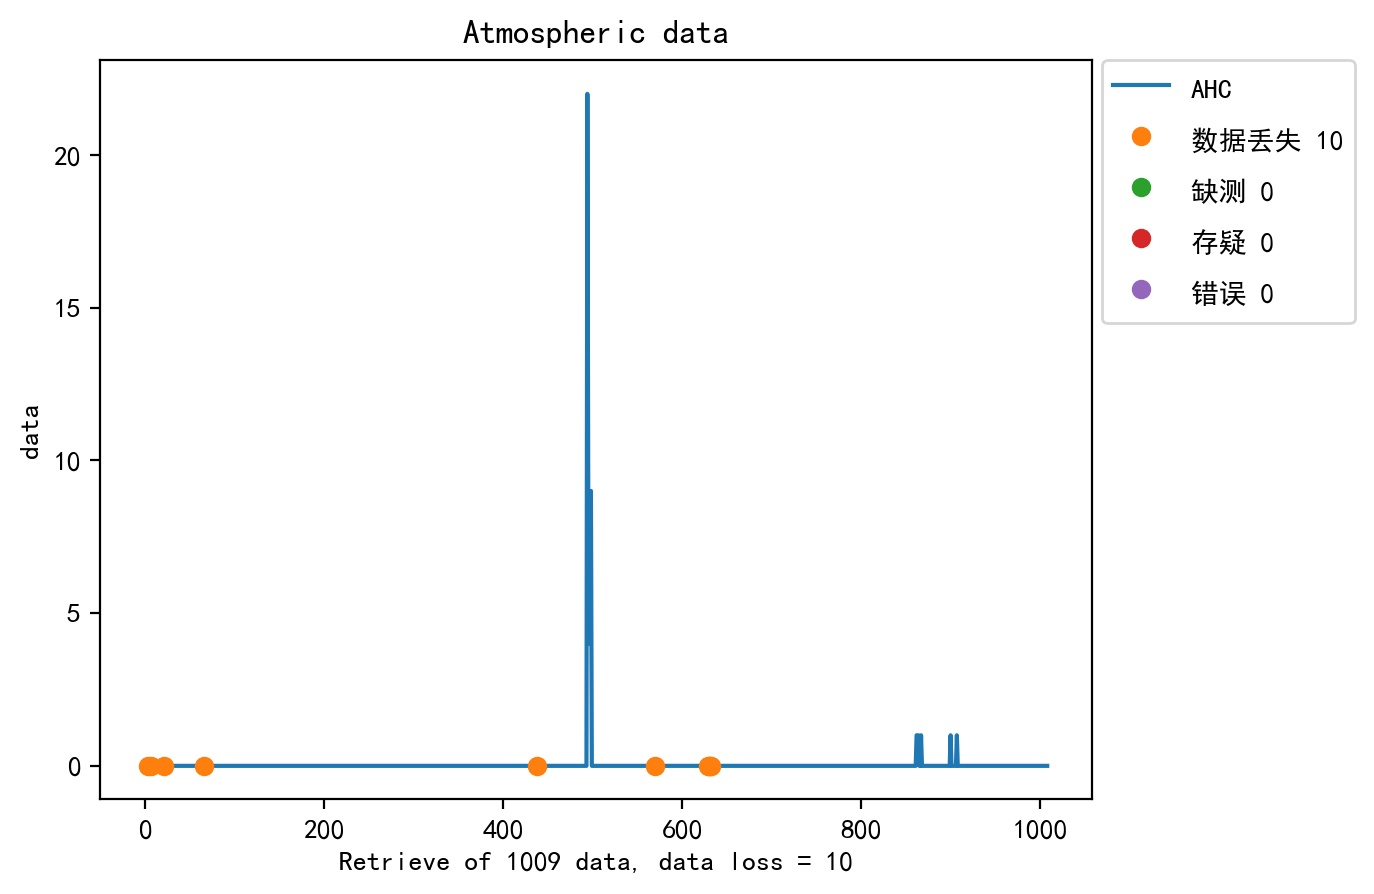 Atmospheric data
AHC
数据丢失 10
缺测 0
存疑 0
错误 0
data
20
15
10
5
0
0 200 400 600 800 1000
Retrieve of 1009 data, data loss = 10